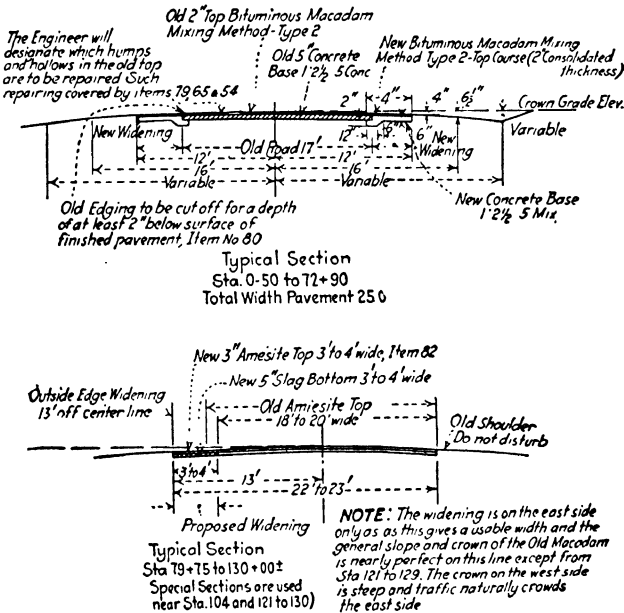 Old 2" Top Bituminous Macadam
Mixing Method-Type 2
The Engineer will
designate which humps
and hollows in the old top
are to be repaired Such
repairing covered by items 79 65 & 54
Old 5" Concrete
Base 1·2½ 5 Conc
New Bituminous Macadam Mixing
Method Type 2-Top Course (2" Consolidated
thickness)
2" 4" 4" 6½"
Crown Grade Elev.
New Widening
Old Road 17'
12" 6" 6"
New
Widening
Variable
12' 12'
16' 16'
Variable Variable
New Concrete Base
1·2½ 5 Mix.
Old Edging to be cut off for a depth
of at least 2" below surface of
finished pavement, Item No 80
Typical Section
Sta. 0-50 to 72+90
Total Width Pavement 25.0
New 3" Amesite Top 3' to 4' wide, Item 82
New 5" Slag Bottom 3' to 4' wide
Outside Edge Widening
13' off center line
Old Amiesite Top
18' to 20' wide
Old Shoulder
Do not disturb
3' to 4'
13'
22' to 23'
Proposed Widening
Typical Section
Sta 79+75 to 130+00±
Special Sections are used
near Sta. 104 and 121 to 130)
NOTE: The widening is on the east side
only as as this gives a usable width and the
general slope and crown of the Old Macadam
is nearly perfect on this line except from
Sta 121 to 129. The crown on the west side
is steep and traffic naturally crowds
the east side